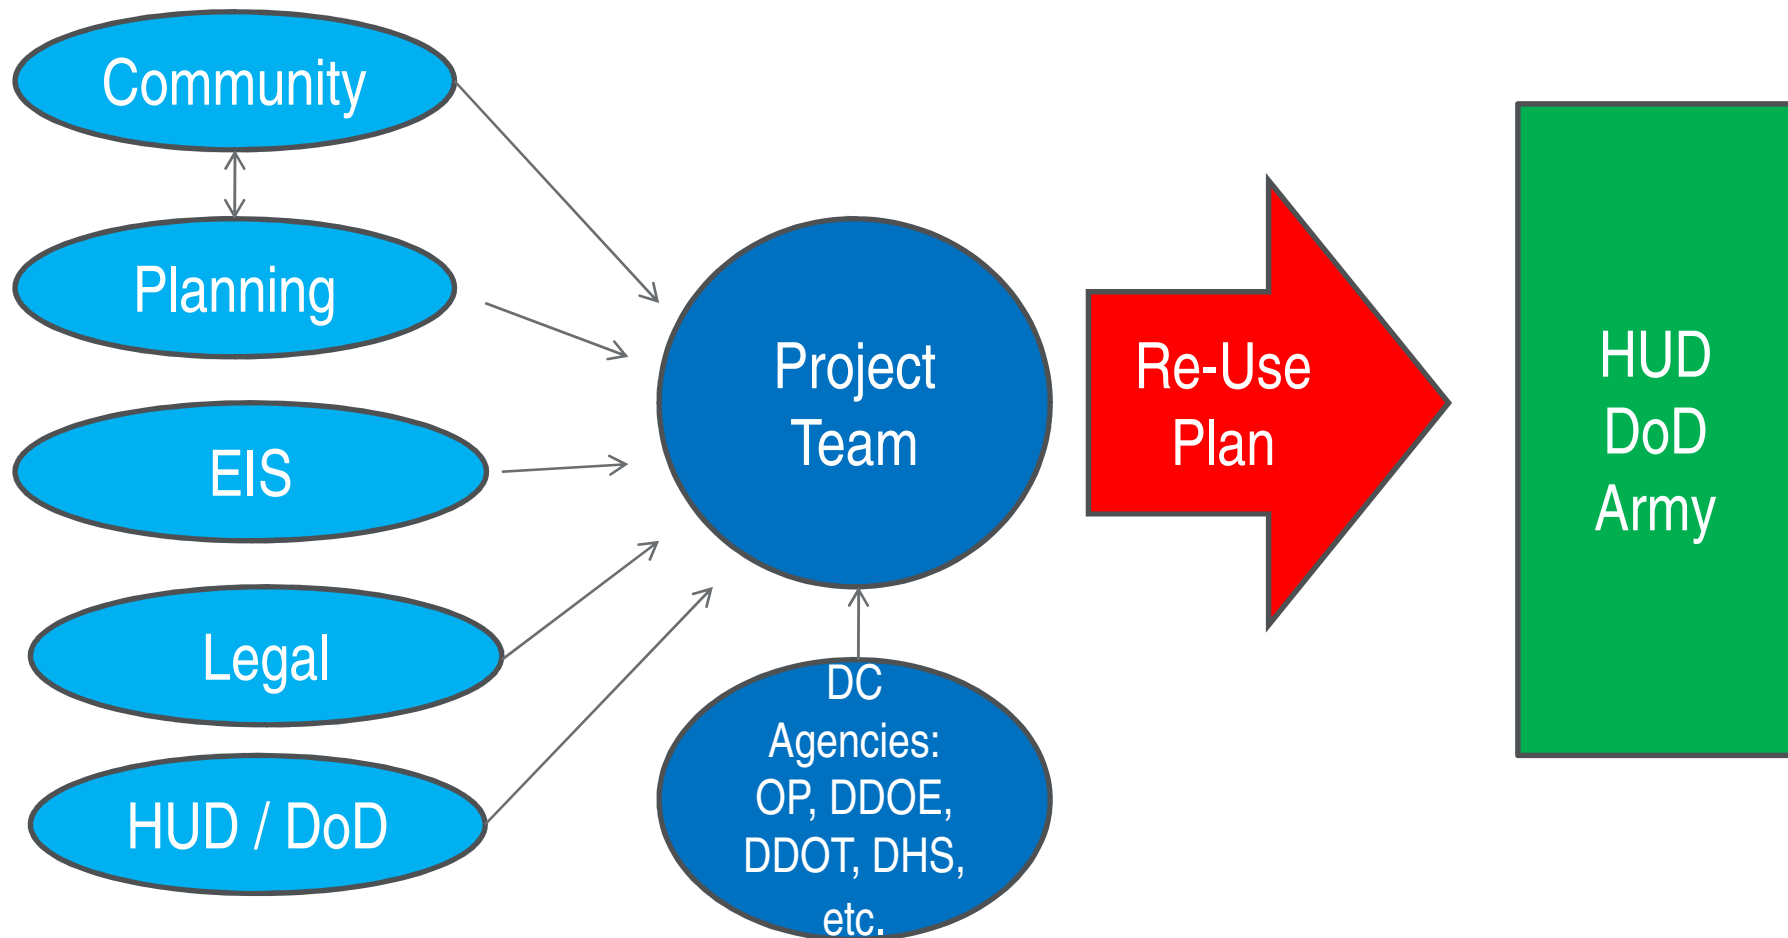 Community
Planning
EIS
Legal
HUD / DoD
Project
Team
DC
Agencies:
OP, DDOE,
DDOT, DHS,
etc.
Re-Use
Plan
HUD
DoD
Army